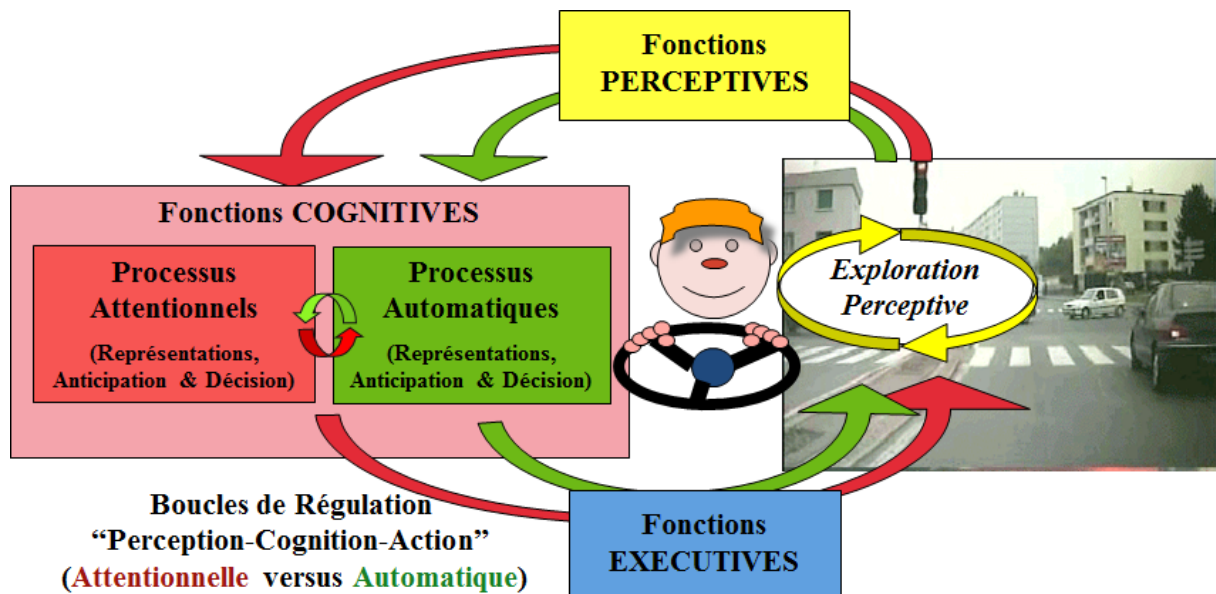 Fonctions
PERCEPTIVES
Fonctions COGNITIVES
Processus
Attentionnels
(Représentations,
Anticipation & Décision)
Processus
Automatiques
(Représentations,
Anticipation & Décision)
Exploration
Perceptive
Boucles de Régulation
“Perception-Cognition-Action”
(Attentionnelle versus Automatique)
Fonctions
EXECUTIVES